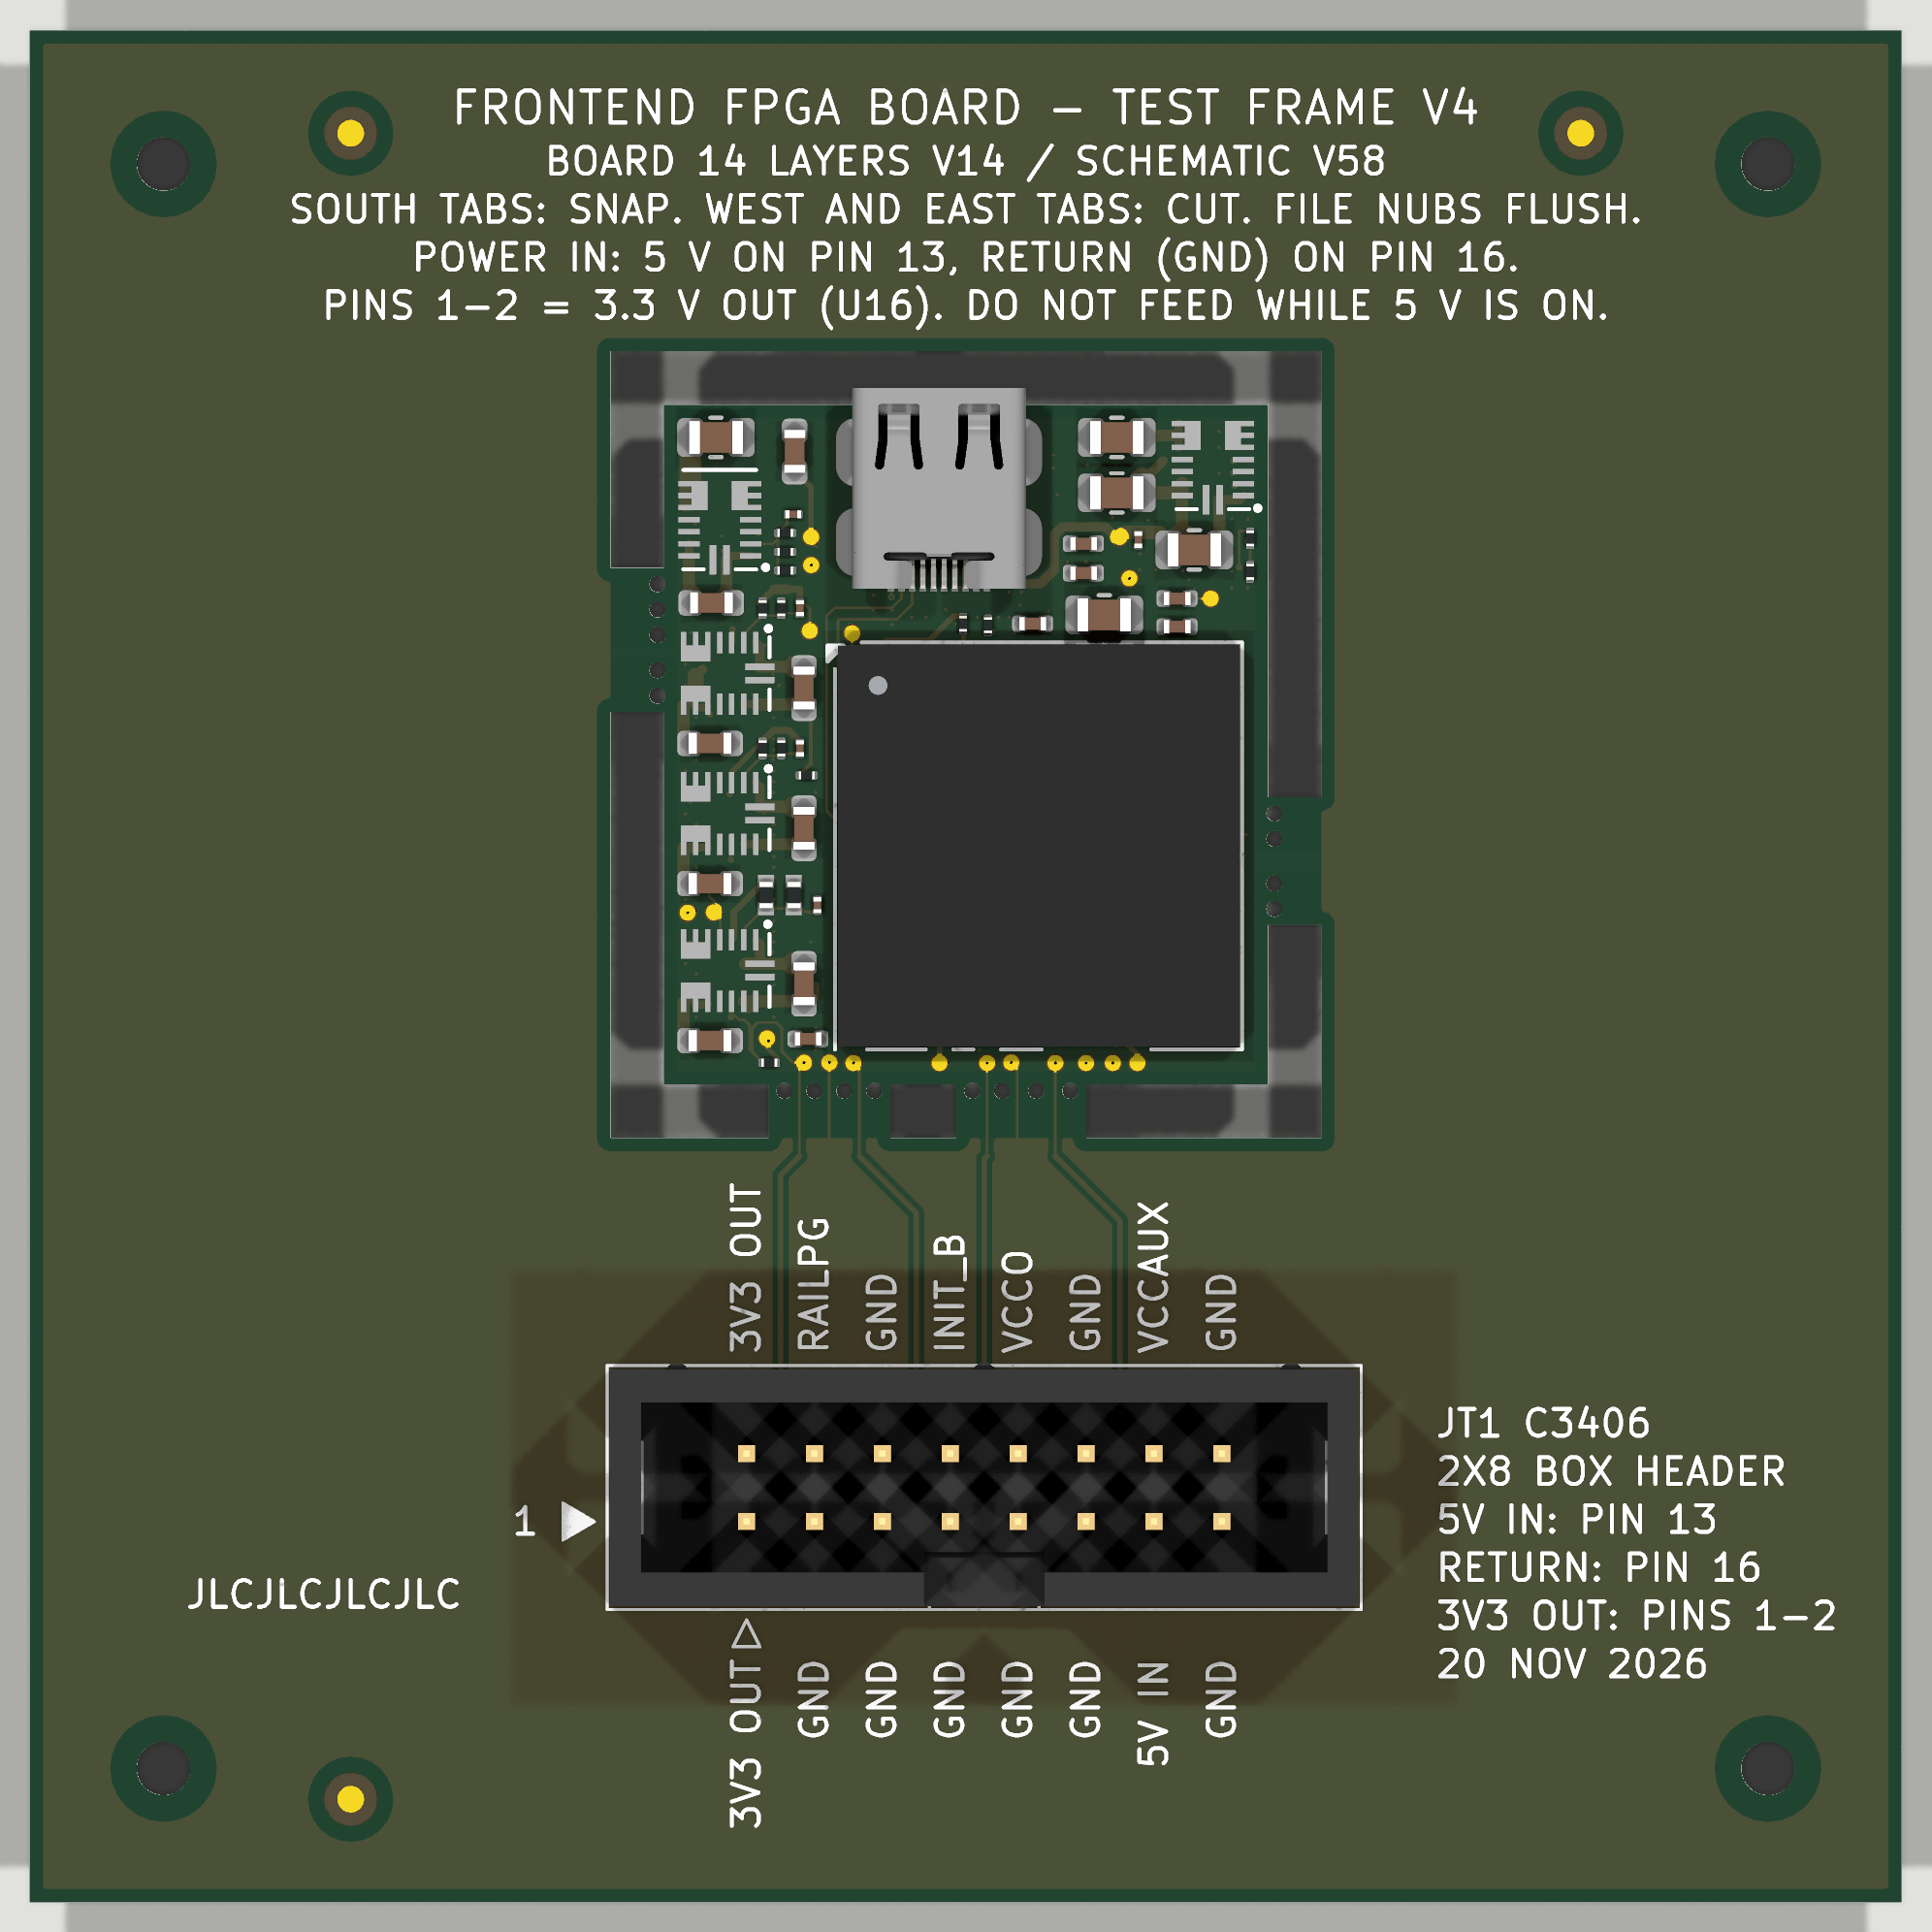 FRONTEND FPGA BOARD – TEST FRAME V4
BOARD 14 LAYERS V14 / SCHEMATIC V58
SOUTH TABS: SNAP. WEST AND EAST TABS: CUT. FILE NUBS FLUSH.
POWER IN: 5 V ON PIN 13, RETURN (GND) ON PIN 16.
PINS 1–2 = 3.3 V OUT (U16). DO NOT FEED WHILE 5 V IS ON.
3V3 OUT
RAILPG
GND
INIT_B
VCCO
GND
VCCAUX
GND
JT1 C3406
2X8 BOX HEADER
5V IN: PIN 13
RETURN: PIN 16
3V3 OUT: PINS 1–2
20 NOV 2026
1
JLCJLCJLCJLC
3V3 OUT
GND
GND
GND
GND
GND
5V IN
GND